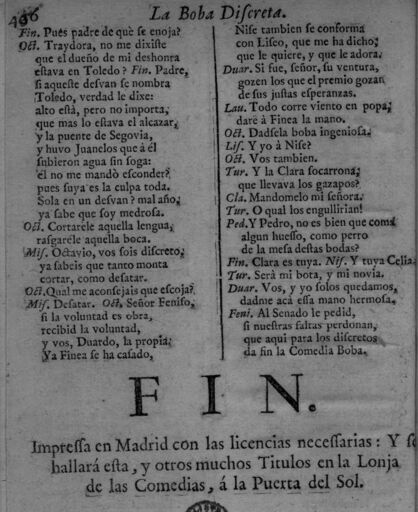 406
La Boba Discreta.
Fin. Pues padre de què se enoja?
Oct. Traydora, no me dixiste
que el dueño de mi deshonra
estava en Toledo? Fin. Padre,
si aqueste desvan se nombra
Toledo, verdad le dixe:
alto està, pero no importa,
que mas lo estava el alcazar,
y la puente de Segovia,
y huvo Juanelos que à él
subieron agua sin soga:
èl no me mandò esconder?
pues suya es la culpa toda.
Sola en un desvan? mal año,
ya sabe que soy medrosa.
Oct. Cortarèle aquella lengua,
rasgarèle aquella boca.
Mis. Octavio, vos sois discreto,
ya sabeis que tanto monta
cortar, como desatar.
Oct. Qual me aconsejais que escoja?
Mis. Desatar. Oct. Señor Feniso,
si la voluntad es obra,
recibid la voluntad,
y vos, Duardo, la propia;
Ya Finea se ha casado,
Nise tambien se conforma
con Liseo, que me ha dicho,
que le quiere, y que le adora.
Duar. Si fue, señor, su ventura,
gozen los que el premio gozan
de sus justas esperanzas.
Lau. Todo corre viento en popa,
darè à Finea la mano.
Oct. Dadsela boba ingeniosa.
Lis. Y yo à Nise?
Oct. Vos tambien.
Tur. Y la Clara socarrona,
que llevava los gazapos?
Cla. Mandomelo mi señora.
Tur. O qual los engullirian!
Ped. Y Pedro, no es bien que coma
algun huesso, como perro
de la mesa destas bodas?
Fin. Clara es tuya. Nis. Y tuya Celia.
Tur. Serà mi bota, y mi novia.
Duar. Vos, y yo solos quedamos,
dadme acà essa mano hermosa.
Feni. Al Senado le pedid,
si nuestras faltas perdonan,
que aqui para los discretos
da fin la Comedia Boba.
FIN.
Impressa en Madrid con las licencias necessarias: Y se
hallarà esta, y otros muchos Titulos en la Lonja
de las Comedias, á la Puerta del Sol.